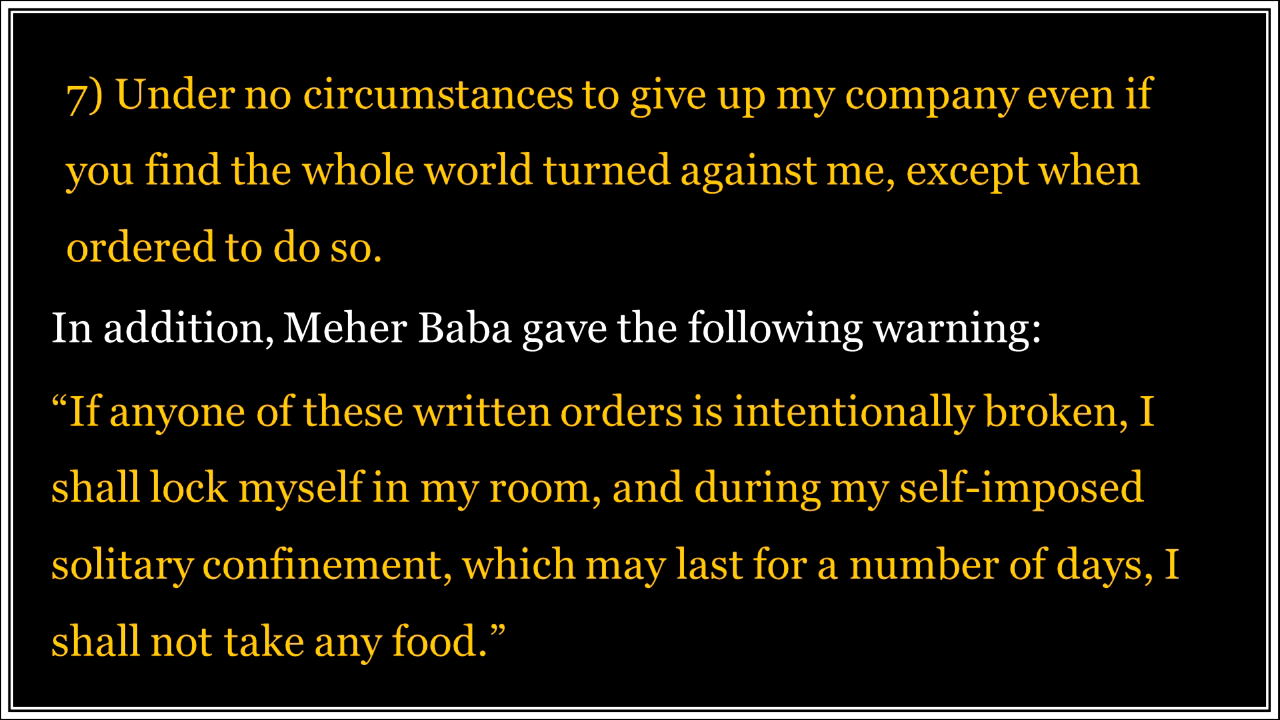 7) Under no circumstances to give up my company even if
you find the whole world turned against me, except when
ordered to do so.
In addition, Meher Baba gave the following warning:
“If anyone of these written orders is intentionally broken, I
shall lock myself in my room, and during my self-imposed
solitary confinement, which may last for a number of days, I
shall not take any food.”